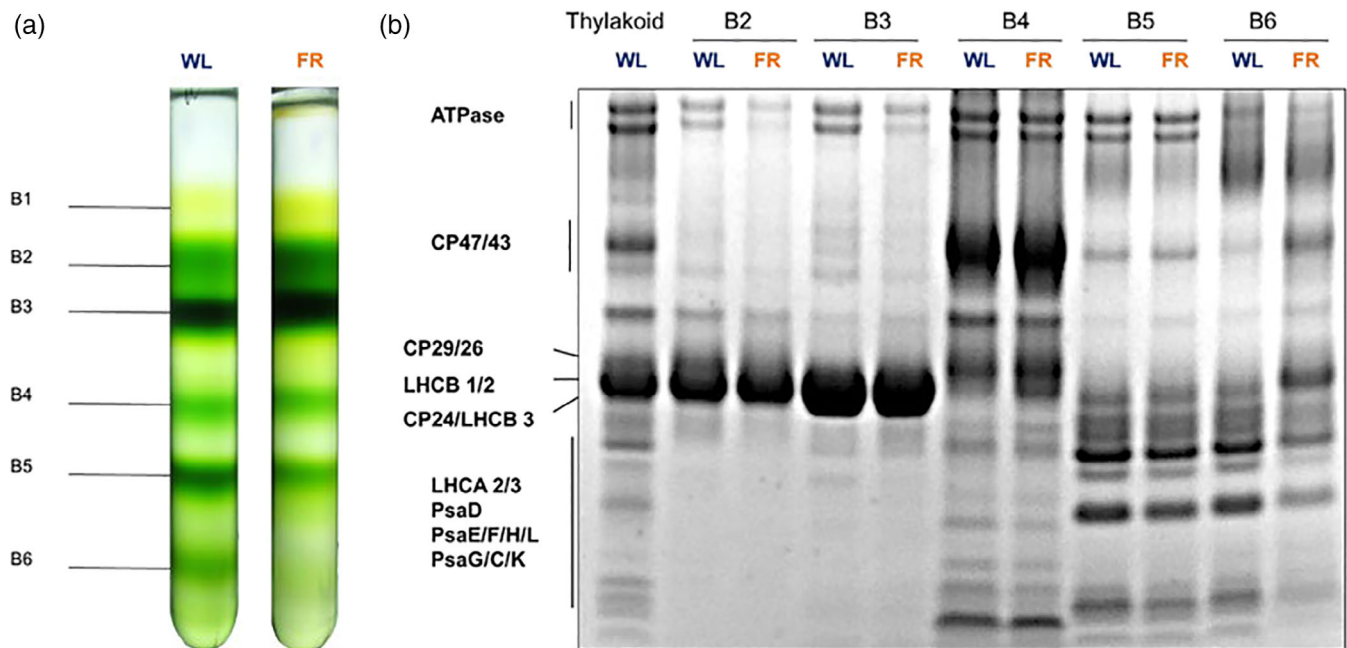 (a)
WL FR
B1
B2
B3
B4
B5
B6
(b)
Thylakoid B2 B3 B4 B5 B6
WL WL FR WL FR WL FR WL FR WL FR
ATPase
CP47/43
CP29/26
LHCB 1/2
CP24/LHCB 3
LHCA 2/3
PsaD
PsaE/F/H/L
PsaG/C/K